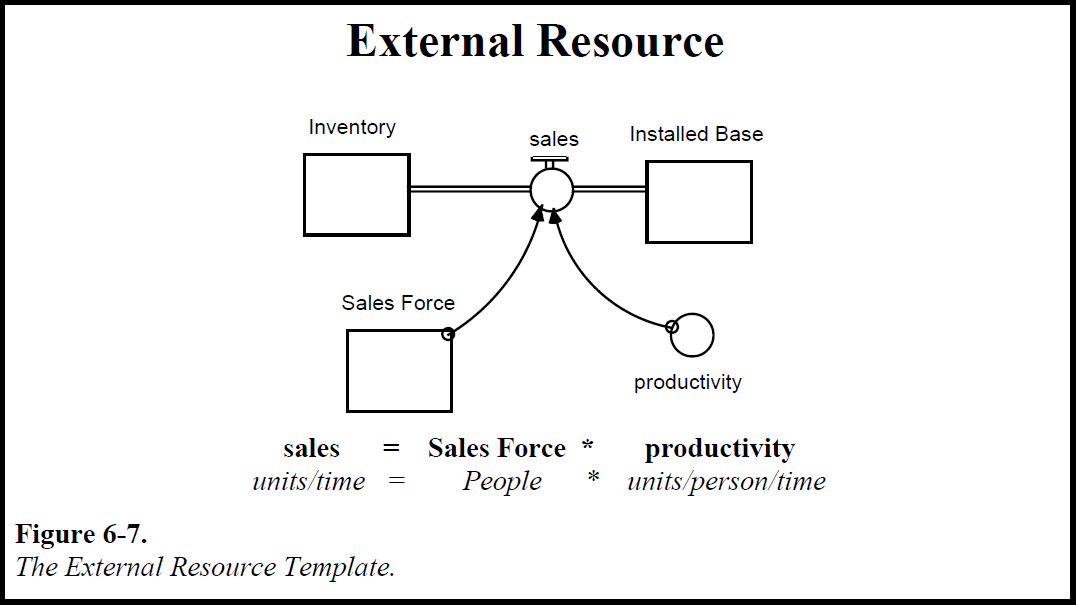 External Resource
Inventory
sales
Installed Base
Sales Force
productivity
sales = Sales Force * productivity
units/time = People * units/person/time
Figure 6-7.
The External Resource Template.